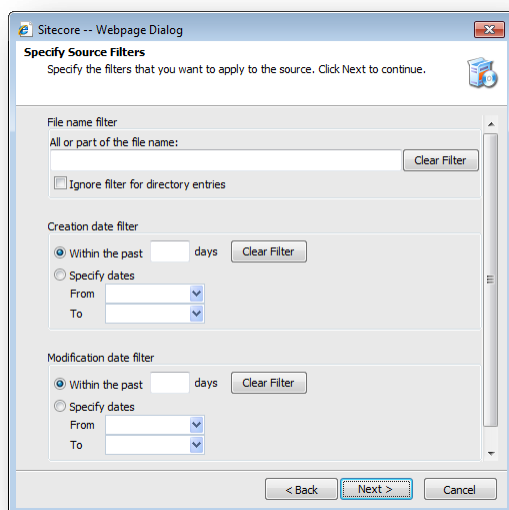 Sitecore -- Webpage Dialog
Specify Source Filters
Specify the filters that you want to apply to the source. Click Next to continue.
File name filter
All or part of the file name:
Clear Filter
Ignore filter for directory entries
Creation date filter
Within the past days Clear Filter
Specify dates
From
To
Modification date filter
Within the past days Clear Filter
Specify dates
From
To
< Back Next > Cancel